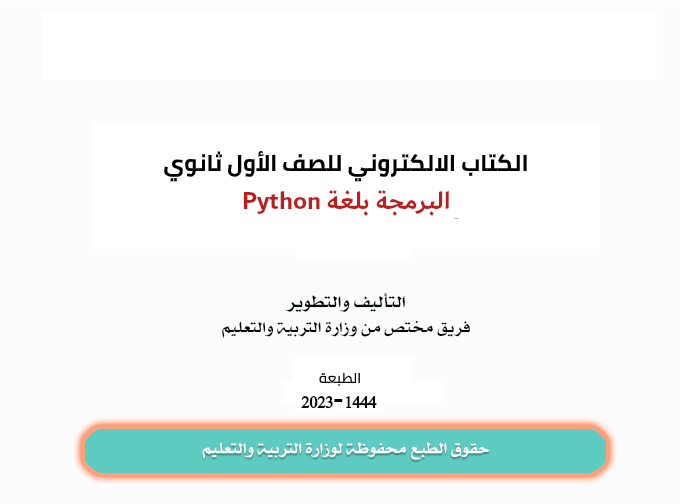 الكتاب الالكتروني للصف الأول ثانوي
البرمجة بلغة Python
التأليف والتطوير
فريق مختص من وزارة التربية والتعليم
الطبعة
1444-2023
حقوق الطبع محفوظة لوزارة التربية والتعليم